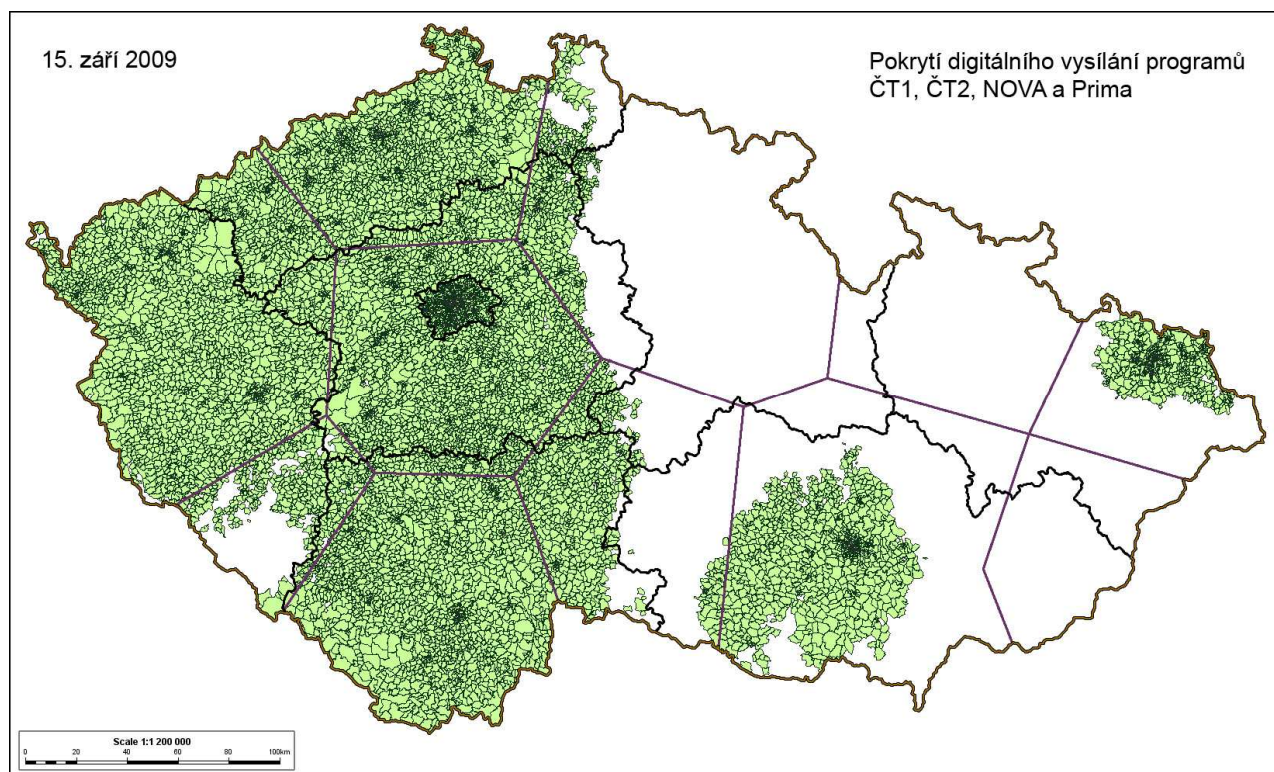 15. září 2009
Pokrytí digitálního vysílání programů
ČT1, ČT2, NOVA a Prima
Scale 1:1 200 000
0 20 40 60 80 100km